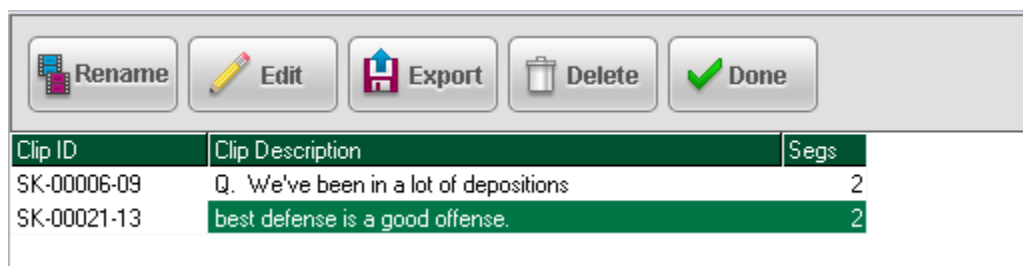 Rename Edit Export Delete Done
Clip ID Clip Description Segs
SK-00006-09 Q. We've been in a lot of depositions 2
SK-00021-13 best defense is a good offense. 2